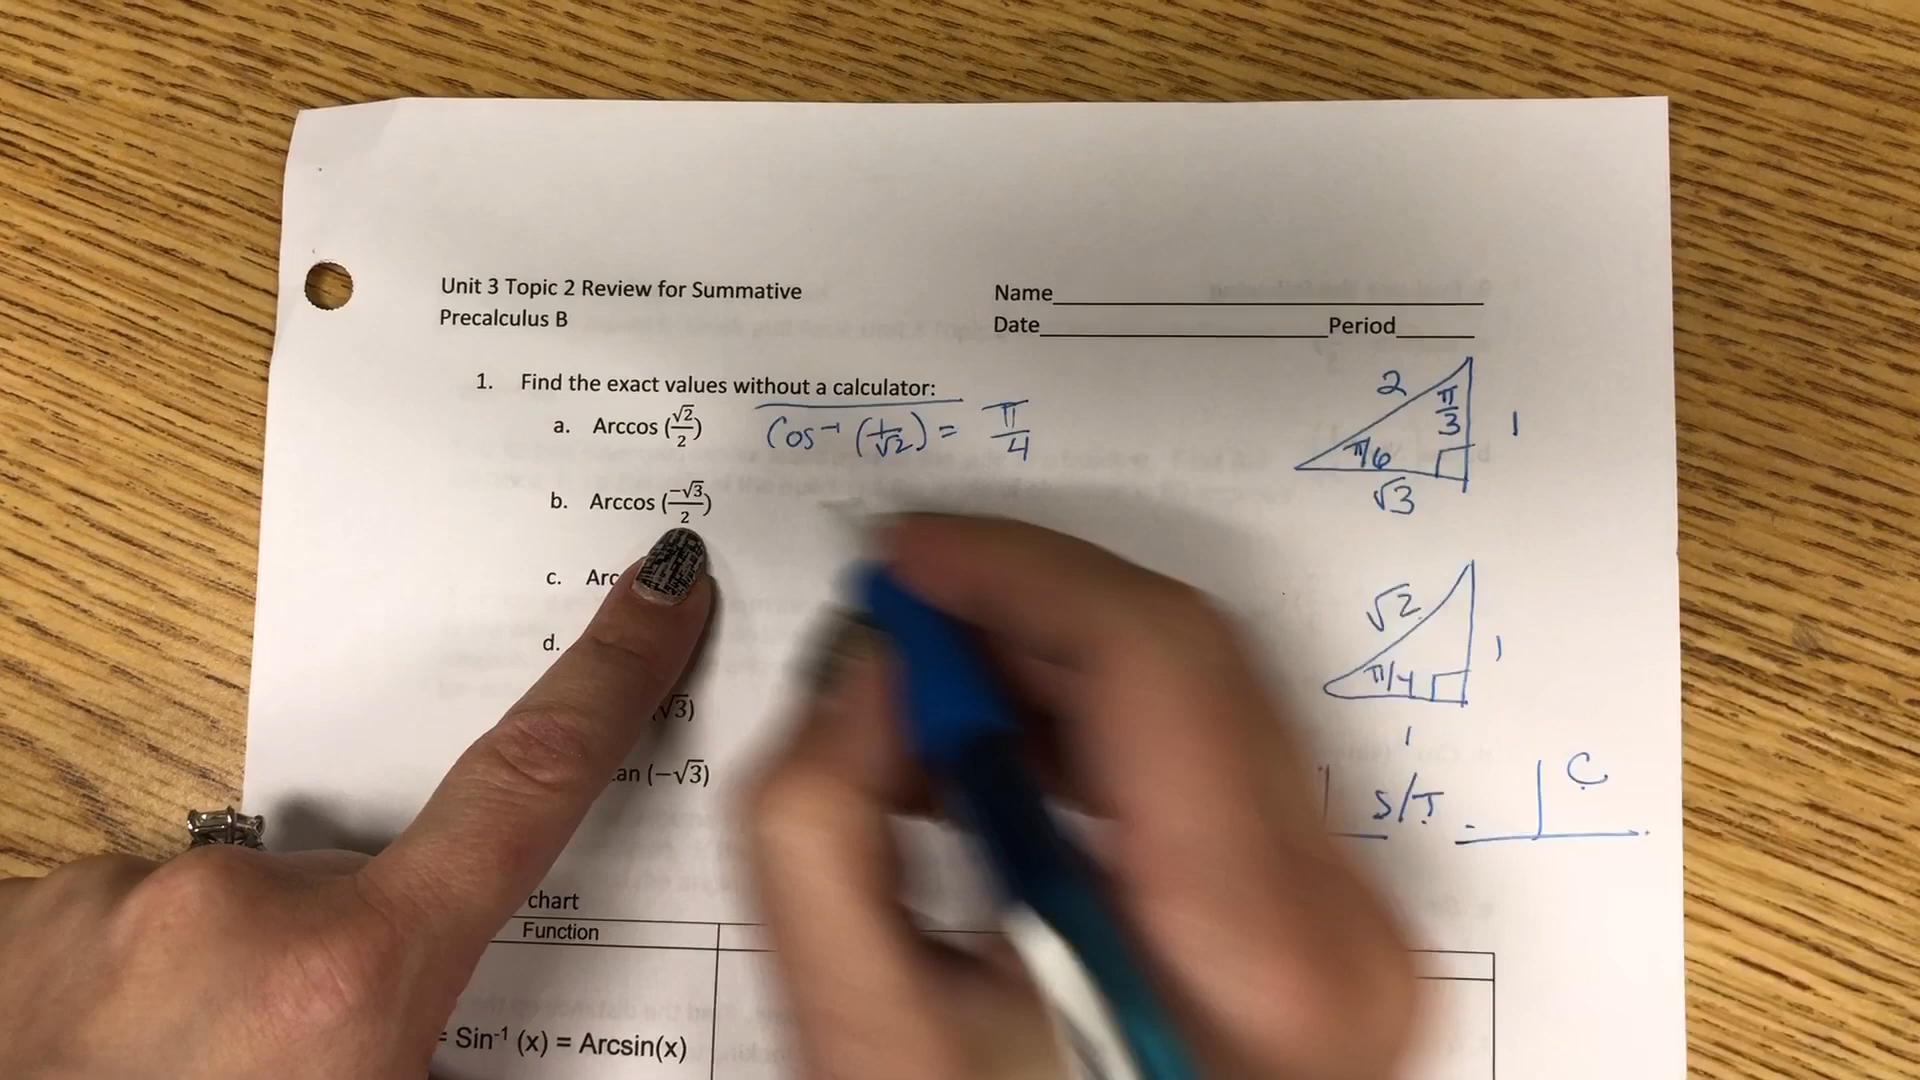 Unit 3 Topic 2 Review for Summative
Name
Precalculus B
Date Period
1. Find the exact values without a calculator:
a. Arccos (√2/2) Cos⁻¹ (1/√2) = π/4
b. Arccos (−√3/2)
c. Arc
d.
√3)
an (−√3)
2
π/3
1
π/6
√3
√2
1
π/4
1
S/T
C
chart
Function
= Sin⁻¹ (x) = Arcsin(x)